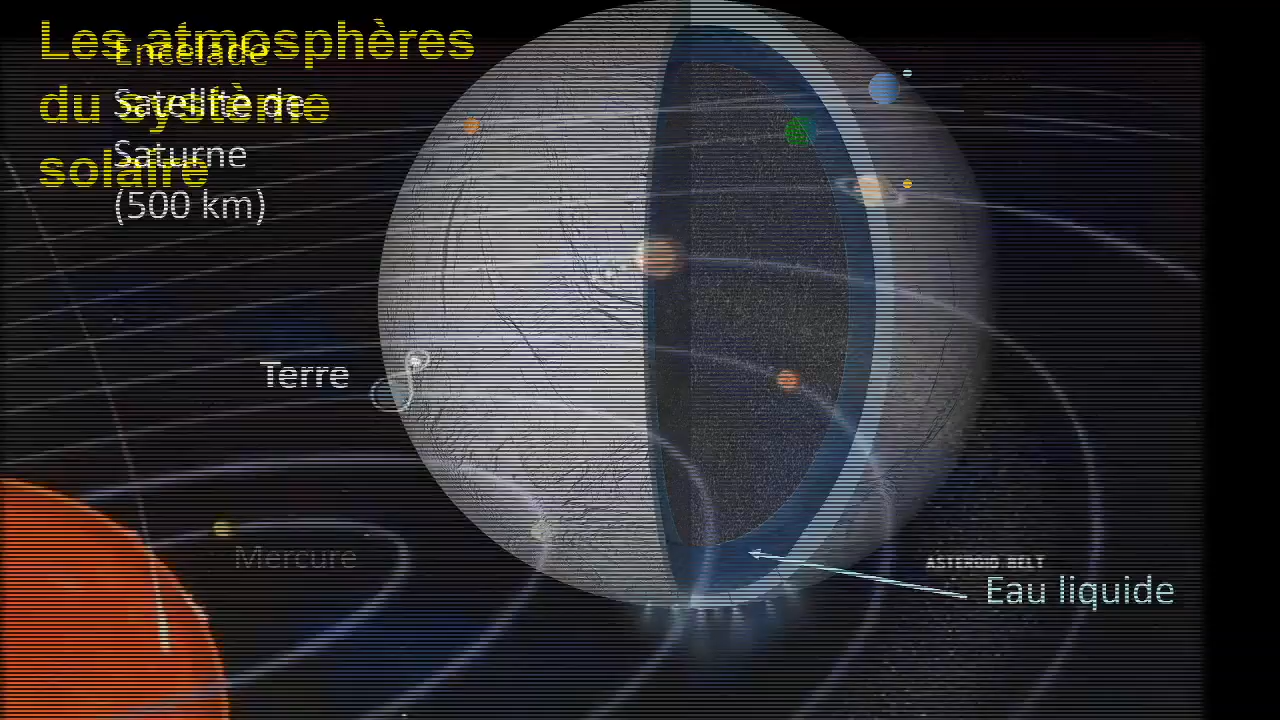 Les atmosphères
du système
solaire
Encelade
Satellite de
Saturne
(500 km)
Terre
Mercure
ASTEROID BELT
Eau liquide